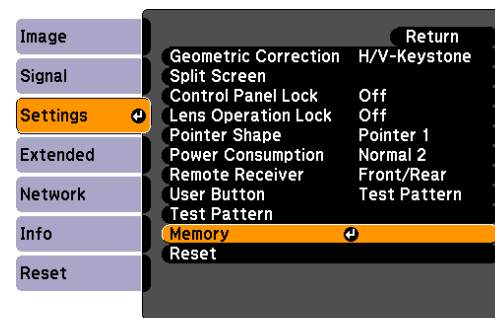 Image
Signal
Settings
Extended
Network
Info
Reset
Return
Geometric Correction H/V-Keystone
Split Screen
Control Panel Lock Off
Lens Operation Lock Off
Pointer Shape Pointer 1
Power Consumption Normal 2
Remote Receiver Front/Rear
User Button Test Pattern
Test Pattern
Memory
Reset